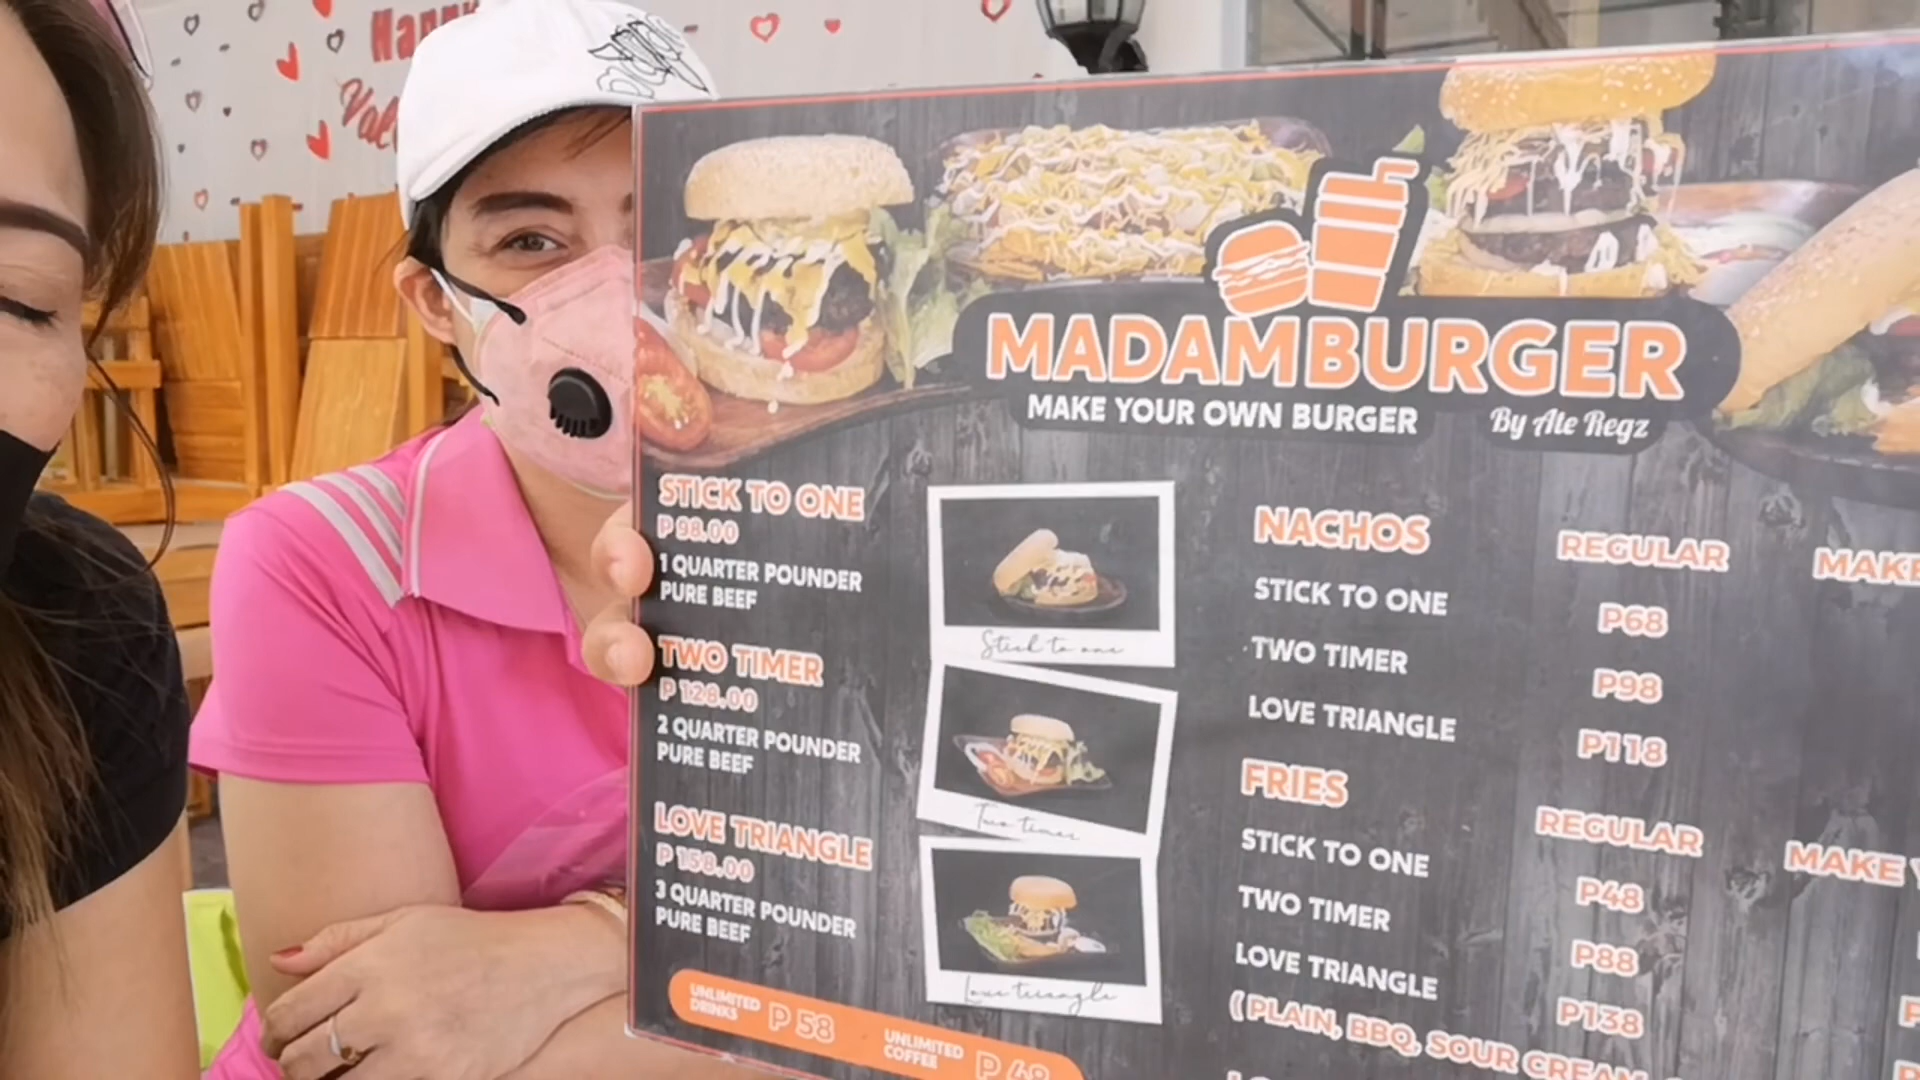 Happy
MADAMBURGER
MAKE YOUR OWN BURGER
By Ate Regz
STICK TO ONE
P 98.00
1 QUARTER POUNDER
PURE BEEF
TWO TIMER
P 128.00
2 QUARTER POUNDER
PURE BEEF
LOVE TRIANGLE
P 158.00
3 QUARTER POUNDER
PURE BEEF
UNLIMITED
DRINKS
P 58
UNLIMITED
COFFEE
P 48
Stick to one
Two timer
Love triangle
NACHOS REGULAR MAKE
STICK TO ONE P68
TWO TIMER P98
LOVE TRIANGLE P118
FRIES REGULAR MAKE
STICK TO ONE P48
TWO TIMER P88
LOVE TRIANGLE P138
(PLAIN, BBQ, SOUR CREAM